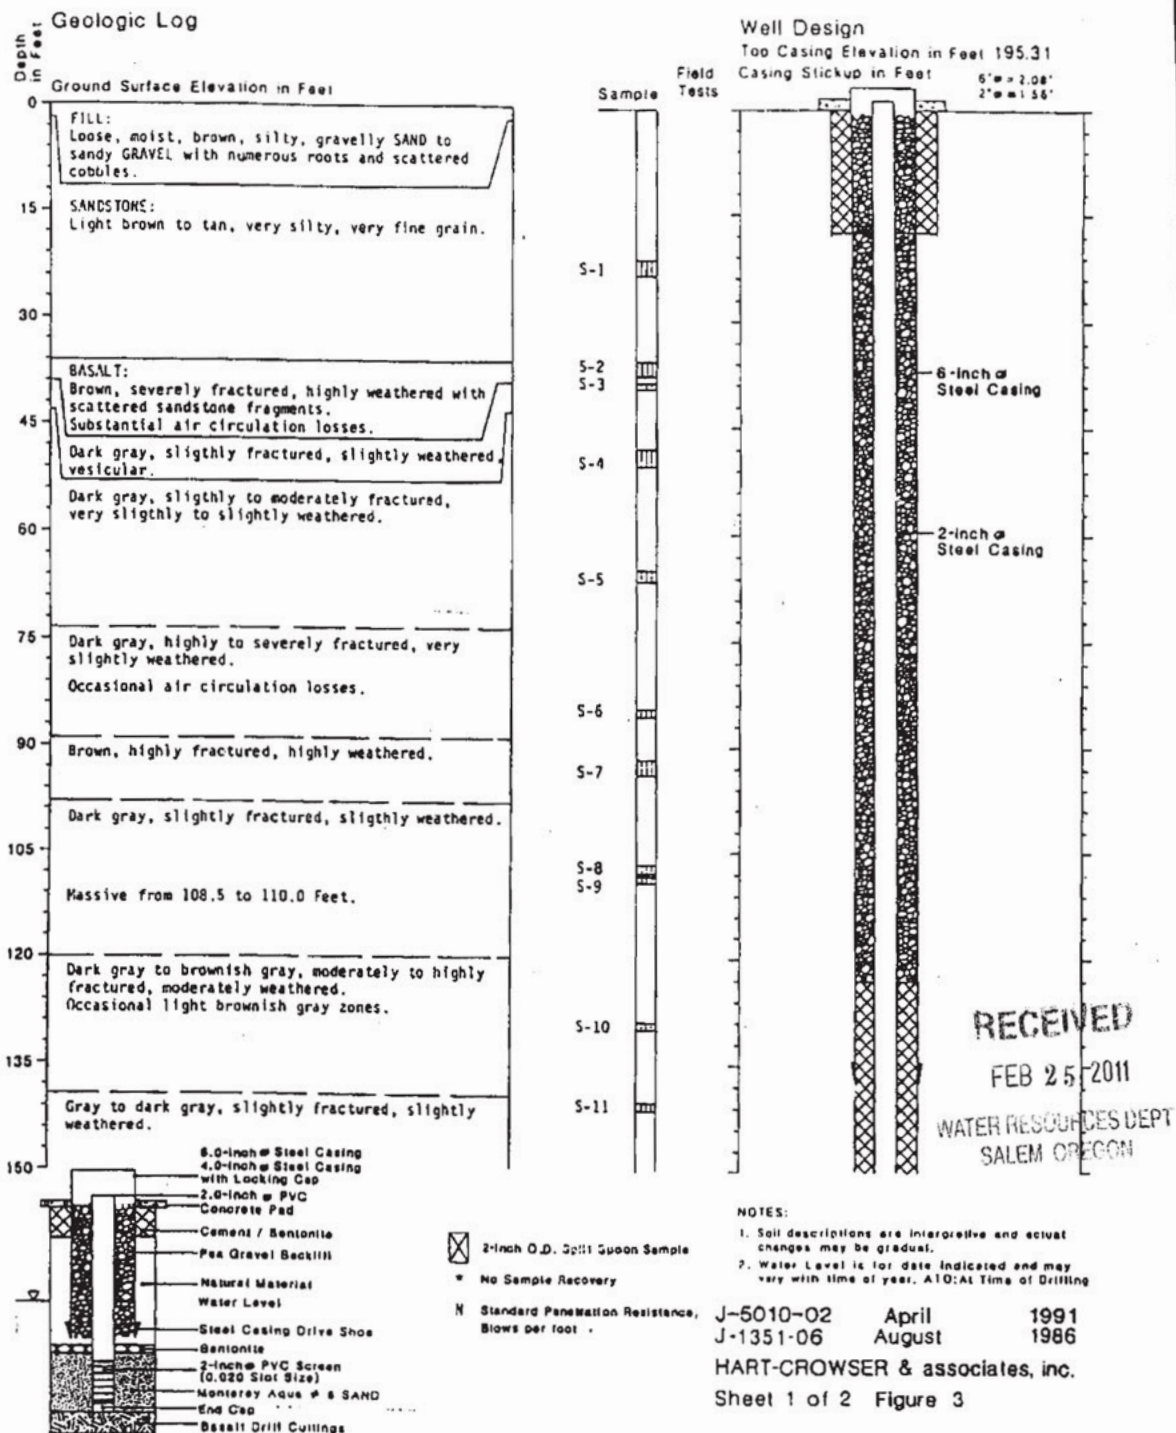 Geologic Log
Depth
in Feet
Ground Surface Elevation in Feet
0
FILL:
Loose, moist, brown, silty, gravelly SAND to
sandy GRAVEL with numerous roots and scattered
cobbles.
15
SANDSTONE:
Light brown to tan, very silty, very fine grain.
30
BASALT:
Brown, severely fractured, highly weathered with
scattered sandstone fragments.
Substantial air circulation losses.
45
Dark gray, sligthly fractured, slightly weathered,
vesicular.
Dark gray, sligthly to moderately fractured,
very sligthly to slightly weathered.
60
75
Dark gray, highly to severely fractured, very
slightly weathered.
Occasional air circulation losses.
90
Brown, highly fractured, highly weathered.
Dark gray, slightly fractured, sligthly weathered.
105
Massive from 108.5 to 110.0 Feet.
120
Dark gray to brownish gray, moderately to highly
fractured, moderately weathered.
Occasional light brownish gray zones.
135
Gray to dark gray, slightly fractured, slightly
weathered.
150
Sample
S-1
S-2
S-3
S-4
S-5
S-6
S-7
S-8
S-9
S-10
S-11
Field
Tests
Well Design
Top Casing Elevation in Feet 195.31
Casing Stickup in Feet
6"ø = 2.08'
2"ø = 1.56'
6-inch ø
Steel Casing
2-inch ø
Steel Casing
RECEIVED
FEB 25 2011
WATER RESOURCES DEPT
SALEM OREGON
6.0-inch ø Steel Casing
4.0-inch ø Steel Casing
with Locking Cap
2.0-inch ø PVC
Concrete Pad
Cement / Bentonite
Pea Gravel Backfill
Natural Material
Water Level
Steel Casing Drive Shoe
Bentonite
2-inch ø PVC Screen
(0.020 Slot Size)
Monterey Aqua # 8 SAND
End Cap
Basalt Drill Cuttings
2-Inch O.D. Split Spoon Sample
* No Sample Recovery
N Standard Penetration Resistance,
Blows per foot
NOTES:
1. Soil descriptions are interpretive and actual
changes may be gradual.
2. Water Level is for date indicated and may
vary with time of year. ATD:At Time of Drilling
J-5010-02 April 1991
J-1351-06 August 1986
HART-CROWSER & associates, inc.
Sheet 1 of 2 Figure 3